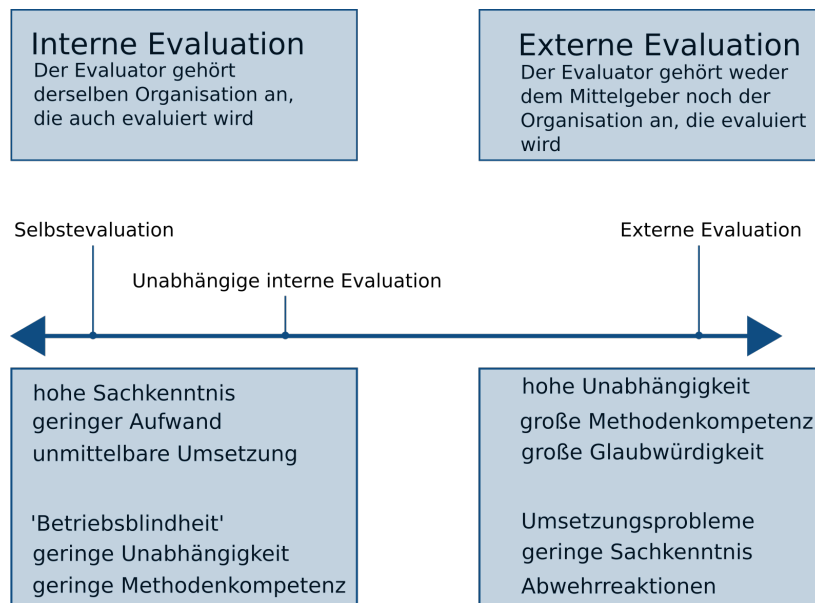 Interne Evaluation
Der Evaluator gehört
derselben Organisation an,
die auch evaluiert wird
Externe Evaluation
Der Evaluator gehört weder
dem Mittelgeber noch der
Organisation an, die evaluiert
wird
Selbstevaluation
Externe Evaluation
Unabhängige interne Evaluation
hohe Sachkenntnis
geringer Aufwand
unmittelbare Umsetzung
'Betriebsblindheit'
geringe Unabhängigkeit
geringe Methodenkompetenz
hohe Unabhängigkeit
große Methodenkompetenz
große Glaubwürdigkeit
Umsetzungsprobleme
geringe Sachkenntnis
Abwehrreaktionen